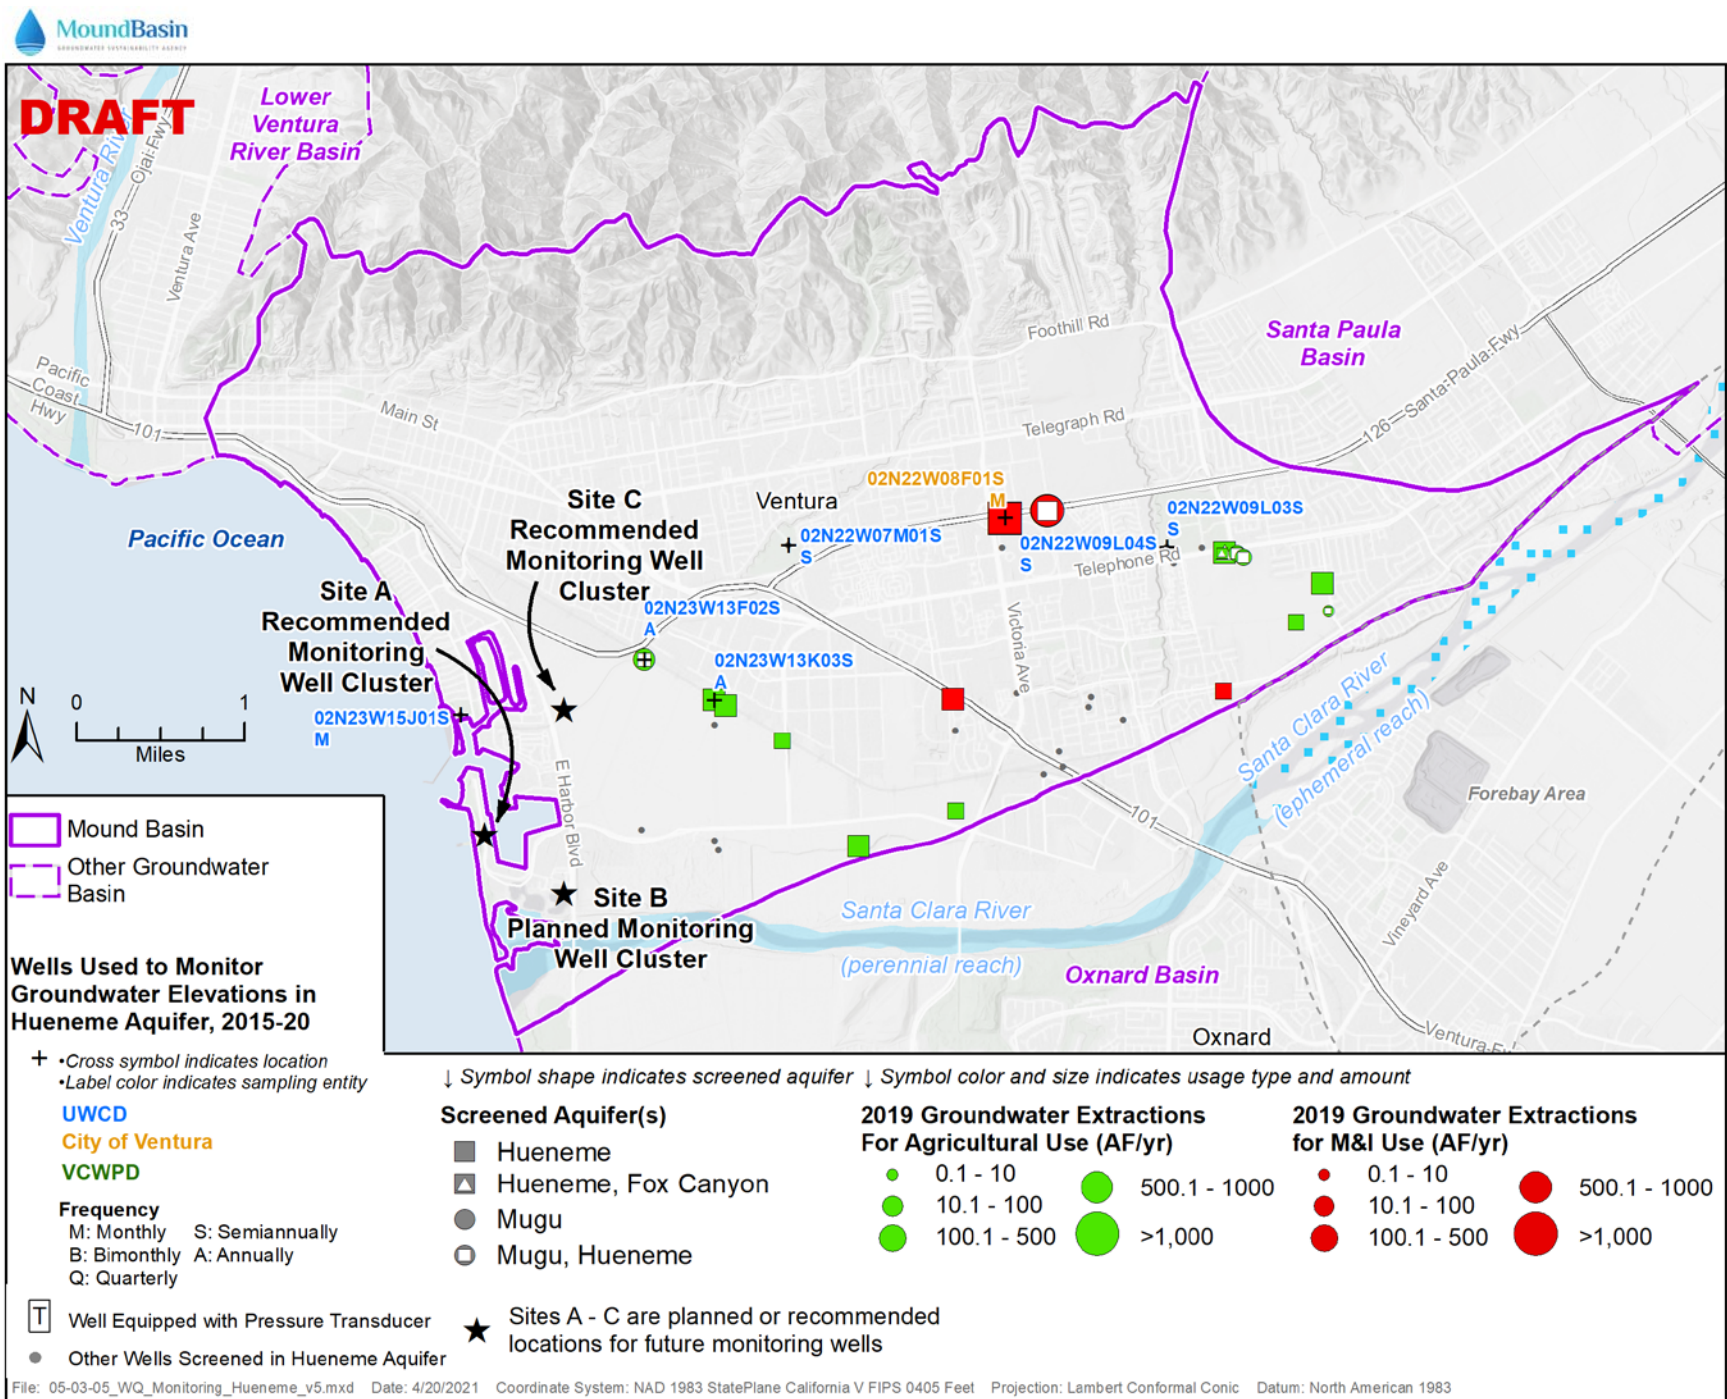 MoundBasin
GROUNDWATER SUSTAINABILITY AGENCY
DRAFT
Lower
Ventura
River Basin
Ventura River
33
Ojai-Fwy
Ventura Ave
Pacific
Coast
Hwy
101
Main St
Foothill Rd
Telegraph Rd
Santa Paula
Basin
126
Santa-Paula-Fwy
Pacific Ocean
Site C
Recommended
Monitoring Well
Cluster
Ventura
02N22W08F01S
M
02N22W07M01S
S
02N22W09L04S
S
02N22W09L03S
S
Telephone Rd
Victoria Ave
Site A
Recommended
Monitoring
Well Cluster
02N23W13F02S
A
02N23W13K03S
A
02N23W15J01S
M
N
0 1
Miles
E Harbor Blvd
Santa Clara River
(ephemeral reach)
Forebay Area
101
Vineyard Ave
Site B
Planned Monitoring
Well Cluster
Santa Clara River
(perennial reach)
Oxnard Basin
Oxnard
Mound Basin
Other Groundwater
Basin
Wells Used to Monitor
Groundwater Elevations in
Hueneme Aquifer, 2015-20
•Cross symbol indicates location
•Label color indicates sampling entity
UWCD
City of Ventura
VCWPD
Frequency
M: Monthly S: Semiannually
B: Bimonthly A: Annually
Q: Quarterly
T Well Equipped with Pressure Transducer
Other Wells Screened in Hueneme Aquifer
↓ Symbol shape indicates screened aquifer ↓ Symbol color and size indicates usage type and amount
Screened Aquifer(s)
Hueneme
Hueneme, Fox Canyon
Mugu
Mugu, Hueneme
2019 Groundwater Extractions
For Agricultural Use (AF/yr)
0.1 - 10
10.1 - 100
100.1 - 500
500.1 - 1000
>1,000
2019 Groundwater Extractions
for M&I Use (AF/yr)
0.1 - 10
10.1 - 100
100.1 - 500
500.1 - 1000
>1,000
Sites A - C are planned or recommended
locations for future monitoring wells
File: 05-03-05_WQ_Monitoring_Hueneme_v5.mxd Date: 4/20/2021 Coordinate System: NAD 1983 StatePlane California V FIPS 0405 Feet Projection: Lambert Conformal Conic Datum: North American 1983